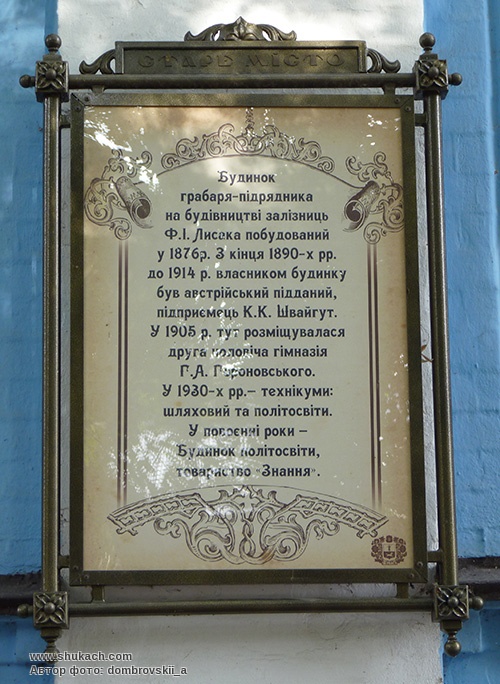 СТАРЕ МІСТО
Будинок
грабаря-підрядника
на будівництві залізниць
Ф.І. Лисека побудований
у 1876р. З кінця 1890-х рр.
до 1914 р. власником будинку
був австрійський підданий,
підприємець К.К. Швайгут.
У 1905 р. тут розміщувалася
друга чоловіча гімназія
Г.А.
У 1930-х рр.– технікуми:
шляховий та політосвіти.
У повоєнні роки –
Будинок політосвіти,
товариство «Знання».
www.shukach.com
Автор фото: dombrovskii_a